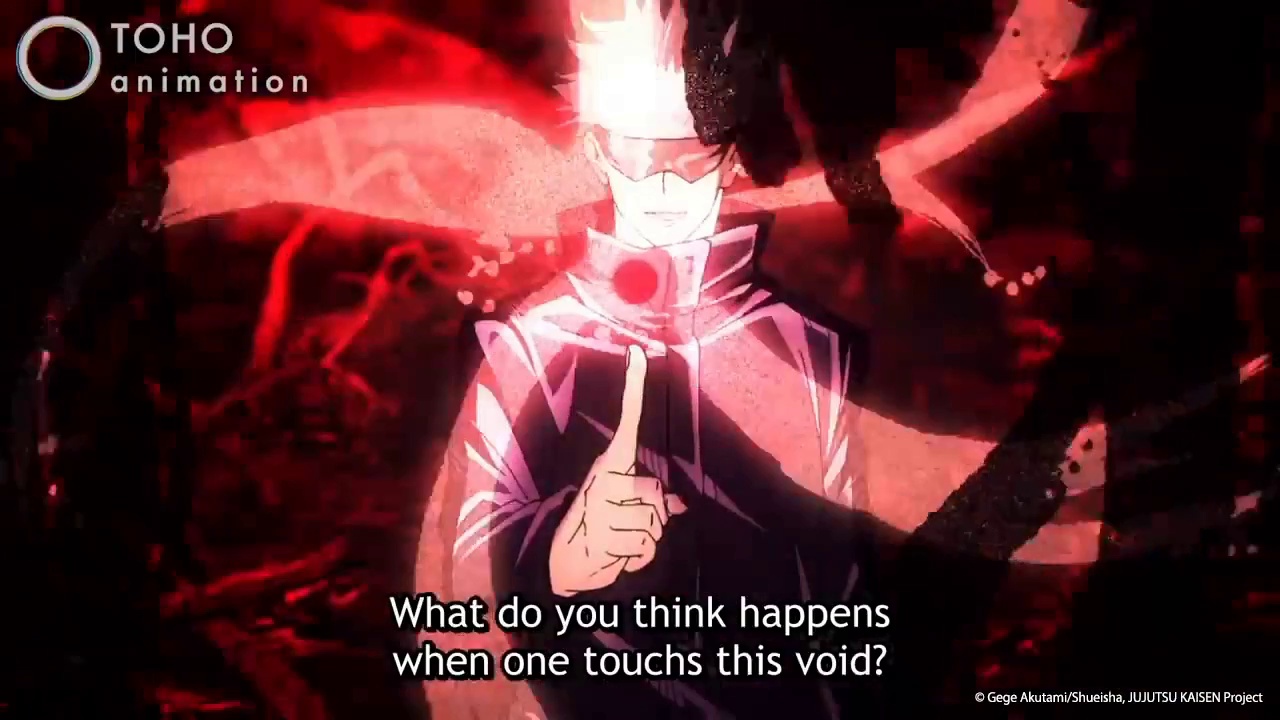 TOHO
animation
What do you think happens
when one touchs this void?
© Gege Akutami/Shueisha, JUJUTSU KAISEN Project